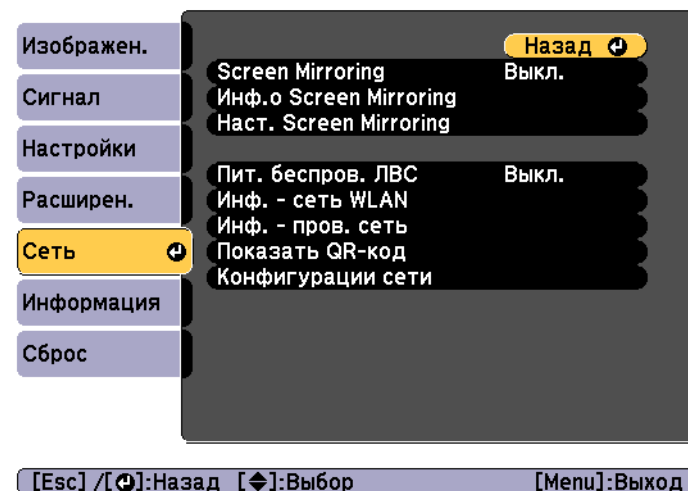 Изображен.
Сигнал
Настройки
Расширен.
Сеть
Информация
Сброс
Назад
Screen Mirroring Выкл.
Инф.о Screen Mirroring
Наст. Screen Mirroring
Пит. беспров. ЛВС Выкл.
Инф. - сеть WLAN
Инф. - пров. сеть
Показать QR-код
Конфигурации сети
[Esc] /[⏎]:Назад [◆]:Выбор [Menu]:Выход